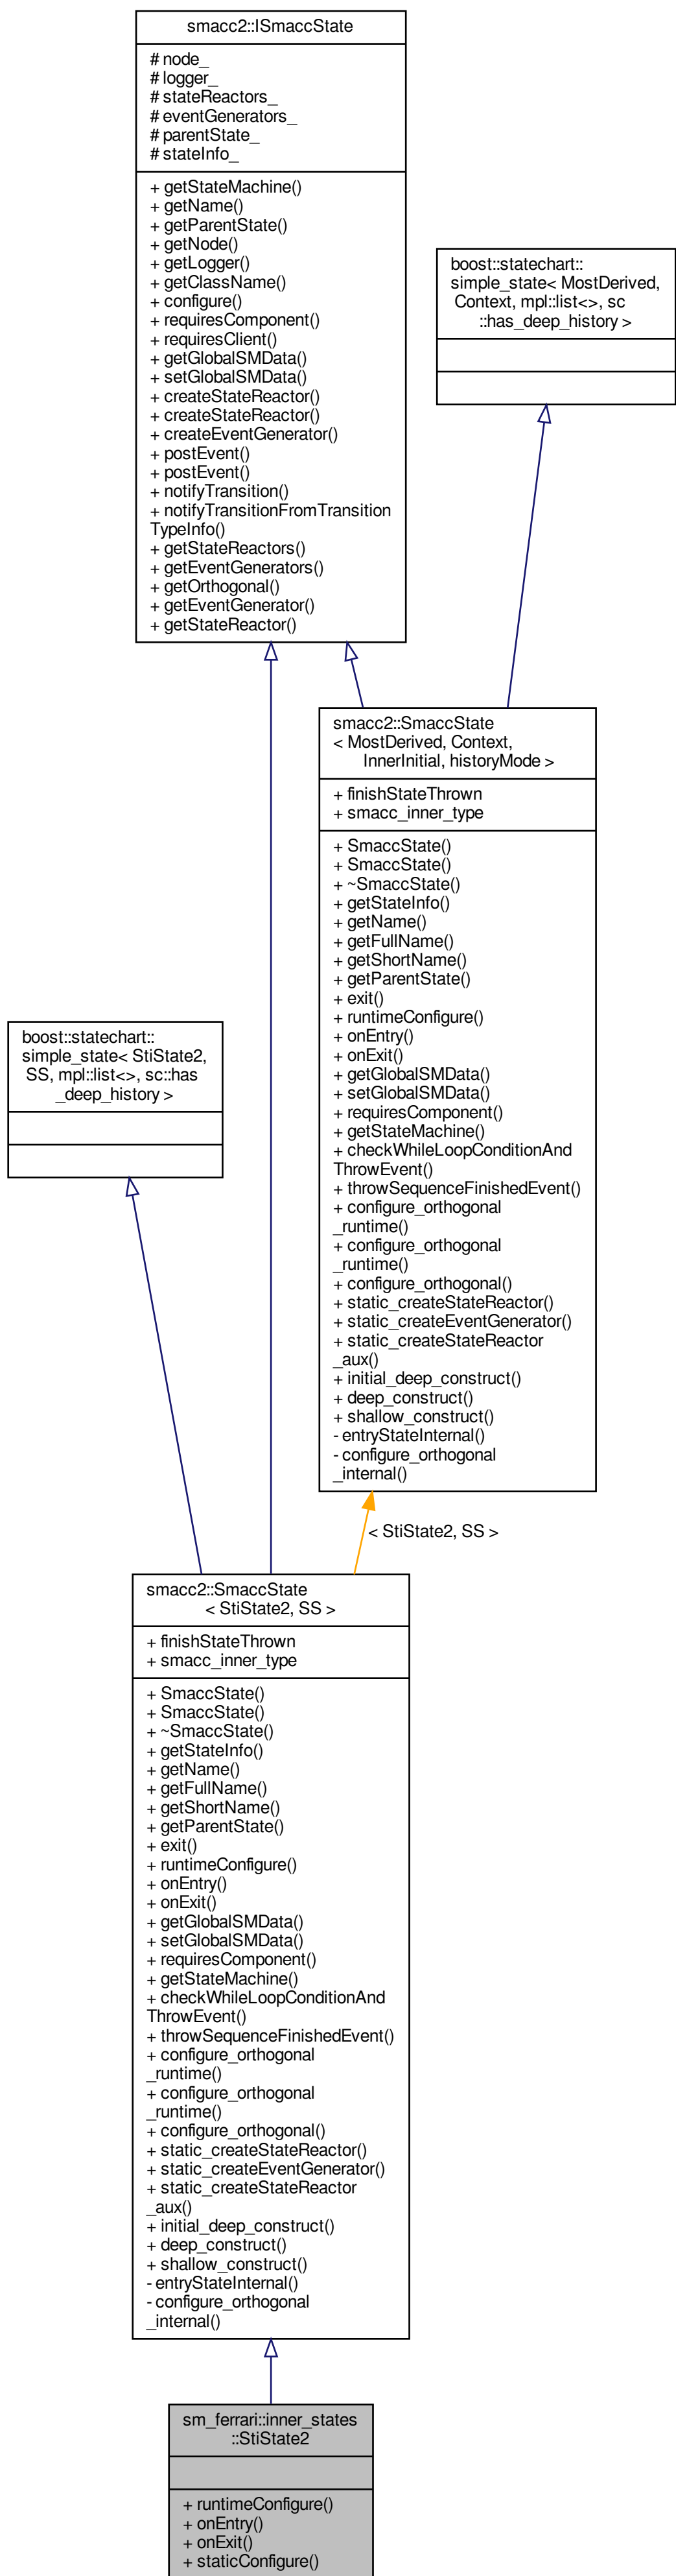 smacc2::ISmaccState
# node_
# logger_
# stateReactors_
# eventGenerators_
# parentState_
# stateInfo_
+ getStateMachine()
+ getName()
+ getParentState()
+ getNode()
+ getLogger()
+ getClassName()
+ configure()
+ requiresComponent()
+ requiresClient()
+ getGlobalSMData()
+ setGlobalSMData()
+ createStateReactor()
+ createStateReactor()
+ createEventGenerator()
+ postEvent()
+ postEvent()
+ notifyTransition()
+ notifyTransitionFromTransition
TypeInfo()
+ getStateReactors()
+ getEventGenerators()
+ getOrthogonal()
+ getEventGenerator()
+ getStateReactor()
boost::statechart::
simple_state< MostDerived,
Context, mpl::list<>, sc
::has_deep_history >
smacc2::SmaccState
< MostDerived, Context,
InnerInitial, historyMode >
+ finishStateThrown
+ smacc_inner_type
+ SmaccState()
+ SmaccState()
+ ~SmaccState()
+ getStateInfo()
+ getName()
+ getFullName()
+ getShortName()
+ getParentState()
+ exit()
+ runtimeConfigure()
+ onEntry()
+ onExit()
+ getGlobalSMData()
+ setGlobalSMData()
+ requiresComponent()
+ getStateMachine()
+ checkWhileLoopConditionAnd
ThrowEvent()
+ throwSequenceFinishedEvent()
+ configure_orthogonal
_runtime()
+ configure_orthogonal
_runtime()
+ configure_orthogonal()
+ static_createStateReactor()
+ static_createEventGenerator()
+ static_createStateReactor
_aux()
+ initial_deep_construct()
+ deep_construct()
+ shallow_construct()
- entryStateInternal()
- configure_orthogonal
_internal()
boost::statechart::
simple_state< StiState2,
SS, mpl::list<>, sc::has
_deep_history >
< StiState2, SS >
smacc2::SmaccState
< StiState2, SS >
+ finishStateThrown
+ smacc_inner_type
+ SmaccState()
+ SmaccState()
+ ~SmaccState()
+ getStateInfo()
+ getName()
+ getFullName()
+ getShortName()
+ getParentState()
+ exit()
+ runtimeConfigure()
+ onEntry()
+ onExit()
+ getGlobalSMData()
+ setGlobalSMData()
+ requiresComponent()
+ getStateMachine()
+ checkWhileLoopConditionAnd
ThrowEvent()
+ throwSequenceFinishedEvent()
+ configure_orthogonal
_runtime()
+ configure_orthogonal
_runtime()
+ configure_orthogonal()
+ static_createStateReactor()
+ static_createEventGenerator()
+ static_createStateReactor
_aux()
+ initial_deep_construct()
+ deep_construct()
+ shallow_construct()
- entryStateInternal()
- configure_orthogonal
_internal()
sm_ferrari::inner_states
::StiState2
+ runtimeConfigure()
+ onEntry()
+ onExit()
+ staticConfigure()